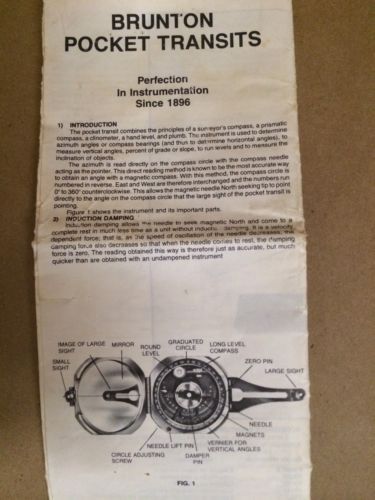 BRUNTON
POCKET TRANSITS
Perfection
In Instrumentation
Since 1896
1) INTRODUCTION
The pocket transit combines the principles of a surveyor's compass, a prismatic
compass, a clinometer, a hand level, and plumb. The instrument is used to determine
azimuth angles or compass bearings (and thun to detrmine horizontal angles), to
measure vertical angles, percent of grade or slope, to run levels and to measure the
inclination of objects.
The azimuth is read directly on the compass circle with the compass needle
acting as the pointer. This direct reading method is known to be the most accurate way
to obtain an angle with a magnetic compass. With this method, the compass circle is
numbered in reverse. East and West are therefore interchanged and the numbers run
0° to 360° counterclockwise. This allows the magnetic needle North seeking tip to point
directly to the angle on the compass circle that the large sight of the pocket transit is
pointing.
Figure 1 shows the instrument and its important parts.
2) INDUCTION DAMPING
Induction damping allows the needle to seek magnetic North and come to a
complete rest in much less time as a unit without induction damping. It is a velocity
dependent force; that is, as the speed of oscillation of the needle decreases, the
damping force also decreases so that when the needle comes to rest, the damping
force is zero. The reading obtained this way is therefore just as accurate, but much
quicker than are obtained with an undampened instrument
IMAGE OF LARGE
SIGHT
MIRROR
ROUND
LEVEL
GRADUATED
CIRCLE
LONG LEVEL
COMPASS
SMALL
SIGHT
ZERO PIN
LARGE SIGHT
NEEDLE
MAGNETS
NEEDLE LIFT PIN
VERNIER FOR
VERTICAL ANGLES
CIRCLE ADJUSTING
SCREW
DAMPER
PIN
FIG. 1